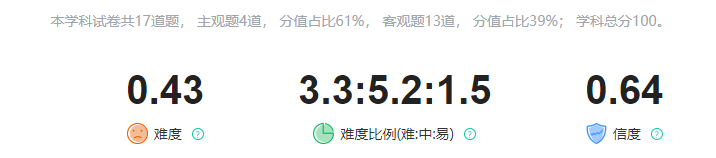 本学科试卷共17道题， 主观题4道， 分值占比61%， 客观题13道， 分值占比39%； 学科总分100。
0.43 3.3:5.2:1.5 0.64
难度 ? 难度比例(难:中:易) ? 信度 ?